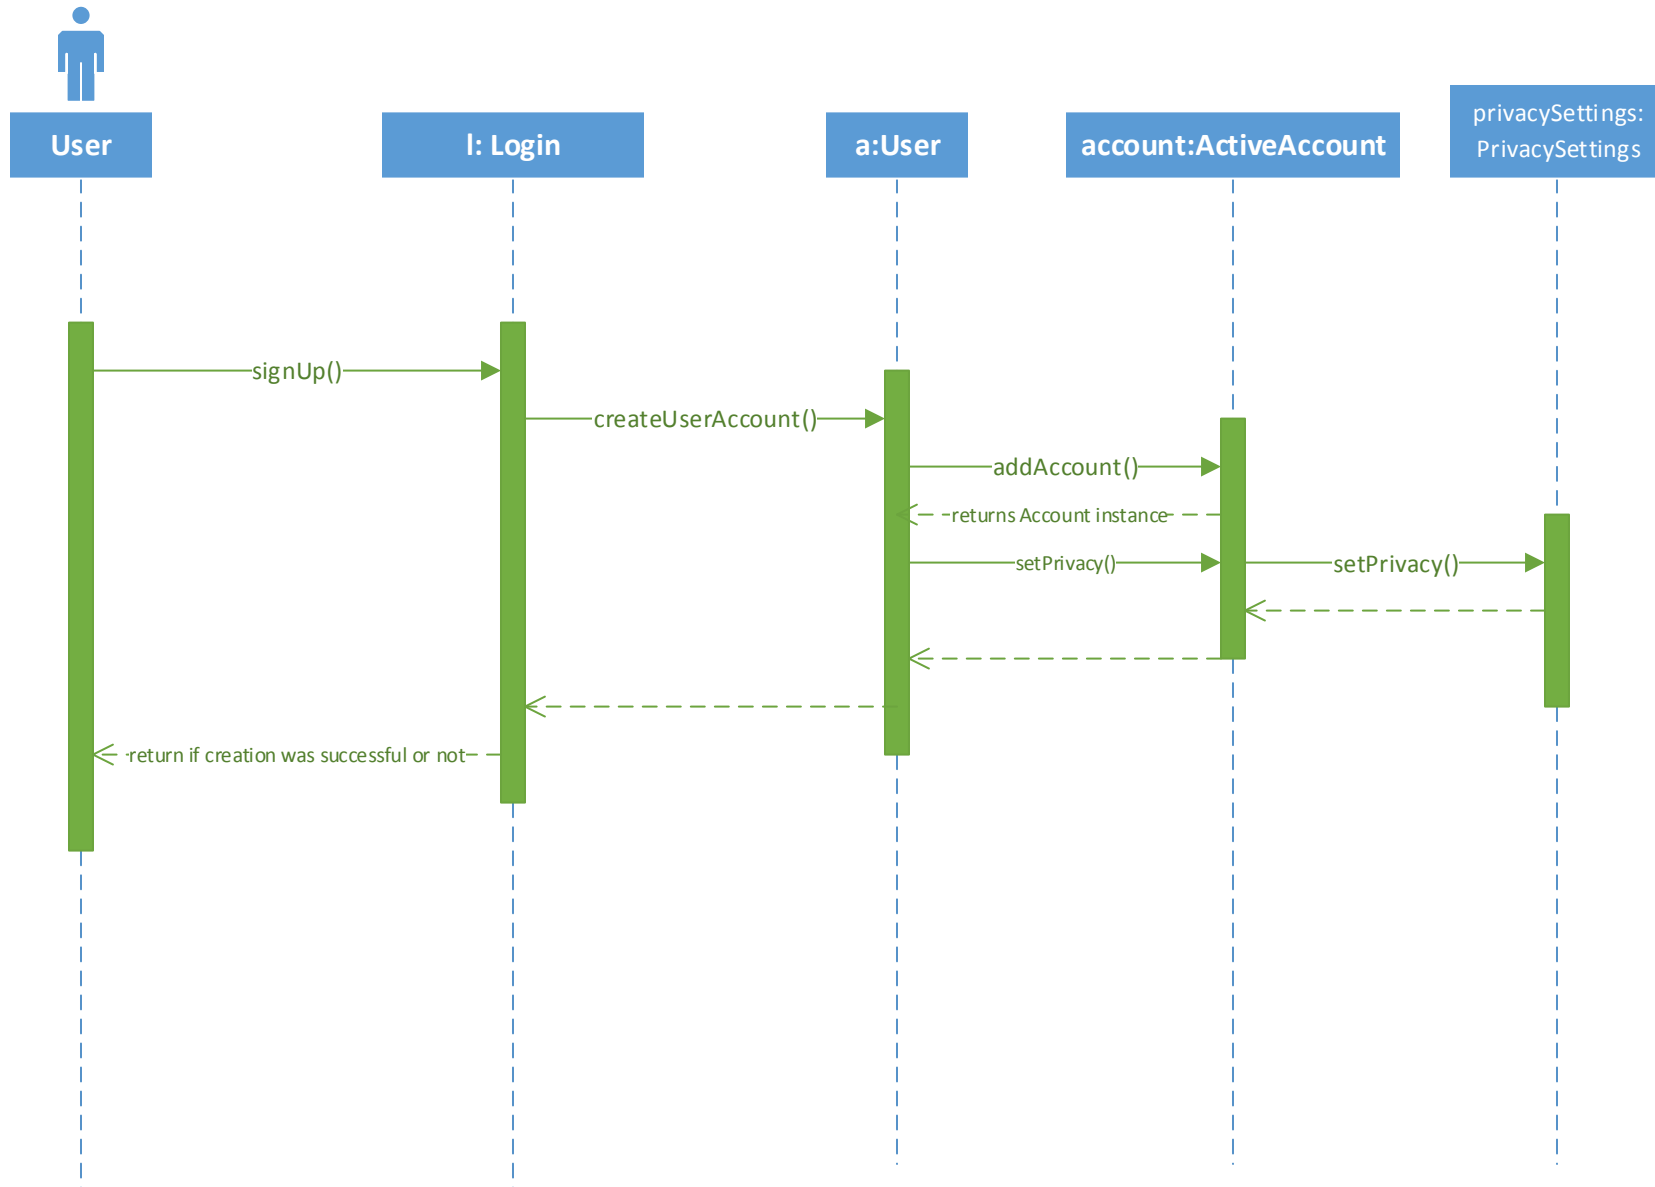 User
l: Login
a:User
account:ActiveAccount
privacySettings:
PrivacySettings
signUp()
createUserAccount()
addAccount()
returns Account instance
setPrivacy()
setPrivacy()
return if creation was successful or not